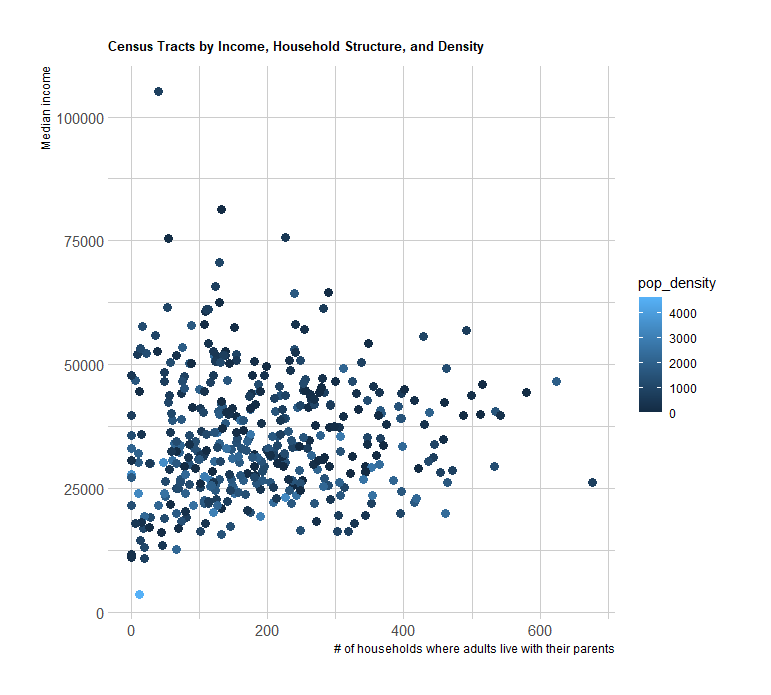 Census Tracts by Income, Household Structure, and Density
Median income
100000
75000
50000
25000
0
0 200 400 600
# of households where adults live with their parents
pop_density
4000
3000
2000
1000
0